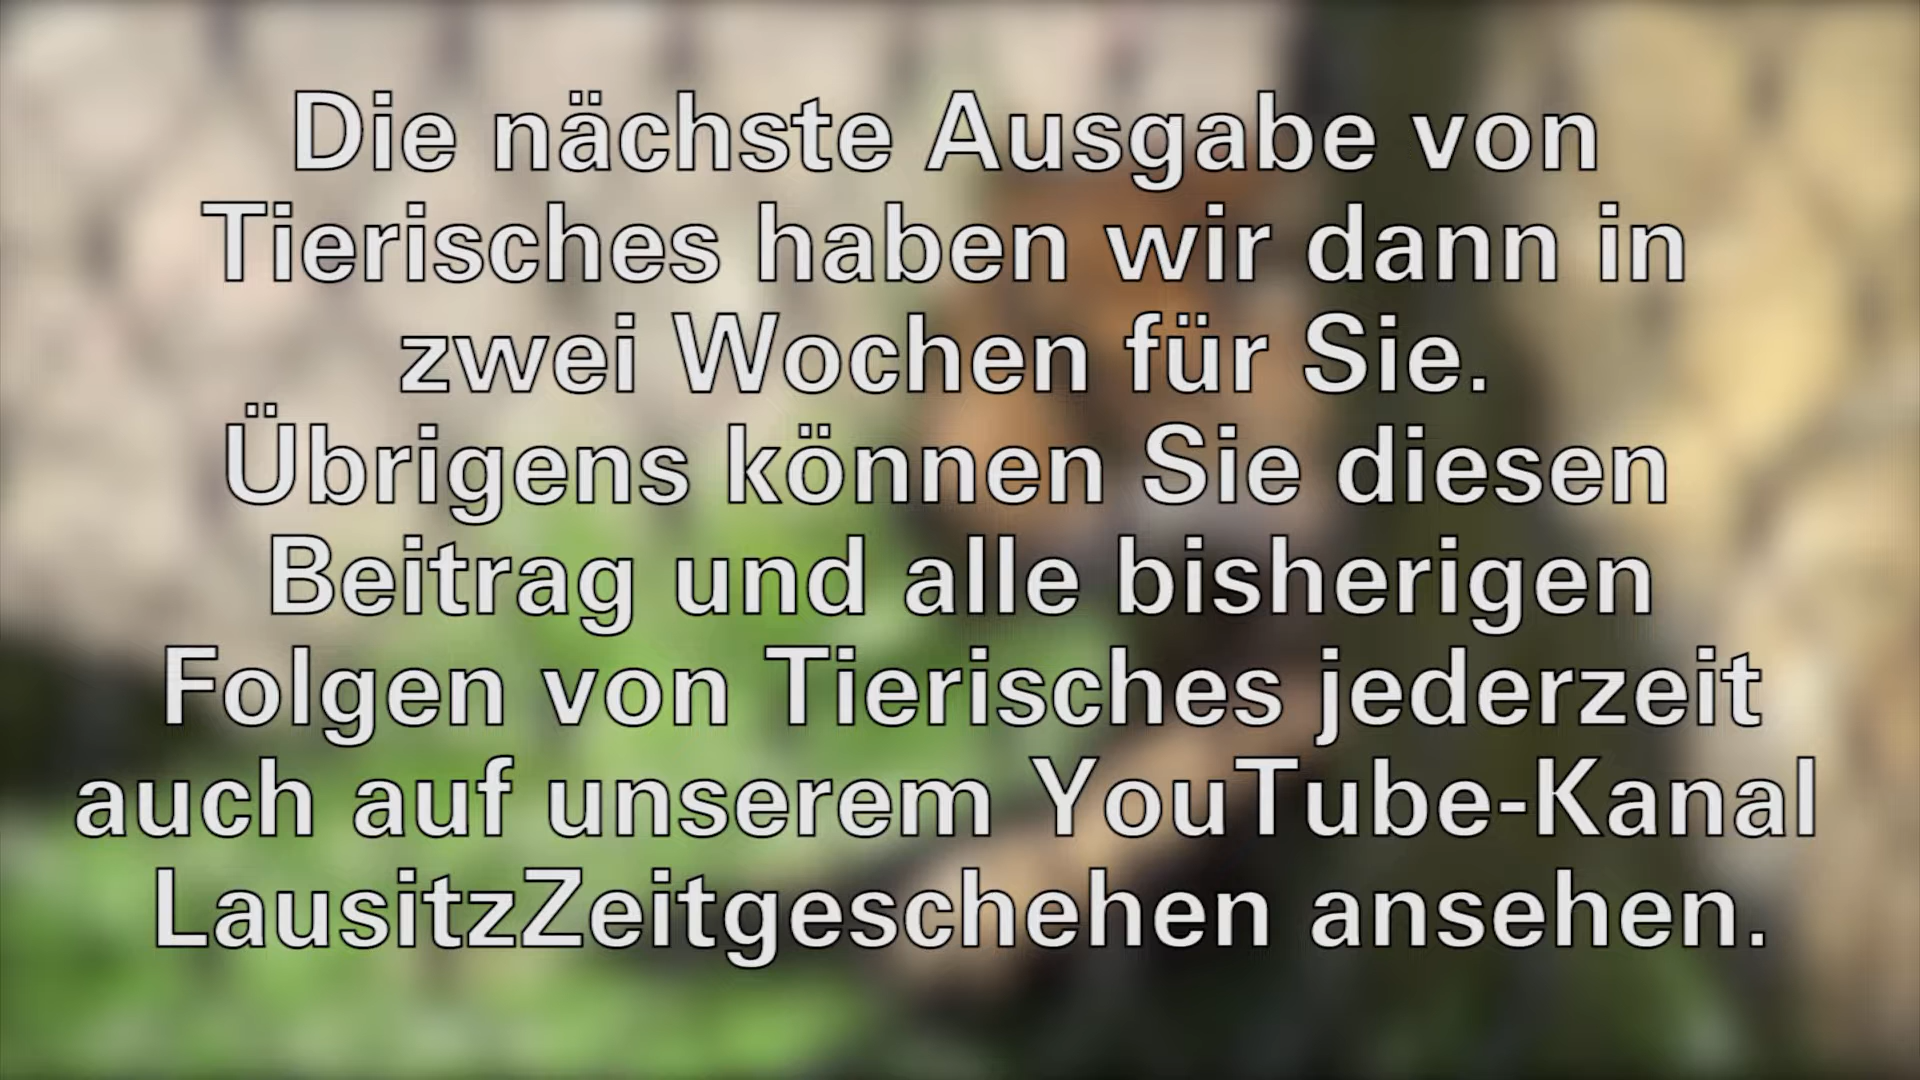 Die nächste Ausgabe von
Tierisches haben wir dann in
zwei Wochen für Sie.
Übrigens können Sie diesen
Beitrag und alle bisherigen
Folgen von Tierisches jederzeit
auch auf unserem YouTube-Kanal
LausitzZeitgeschehen ansehen.